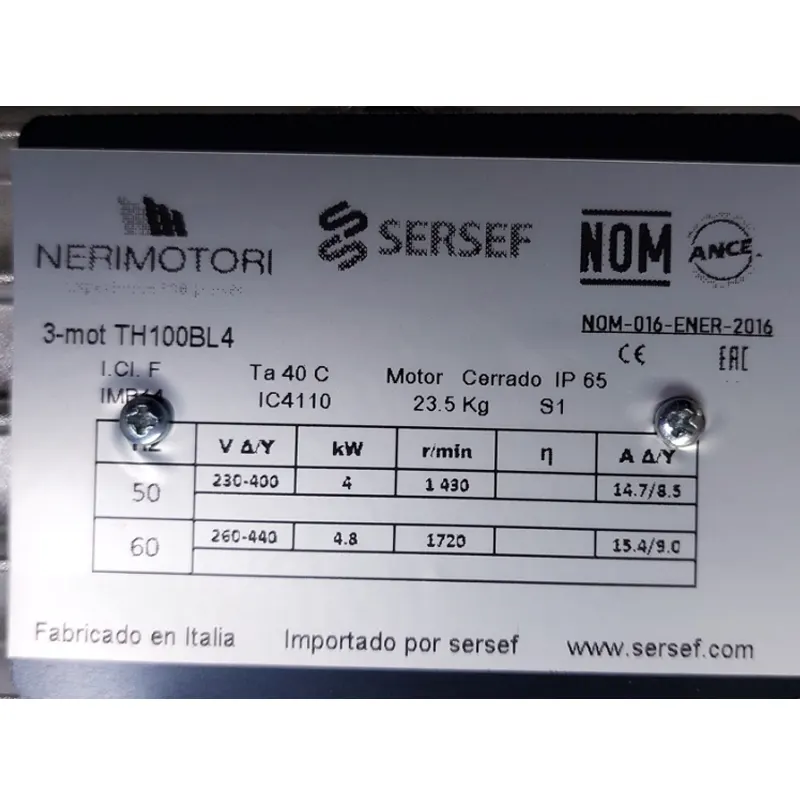 NERIMOTORI
SERSEF
NOM
ANCE
3-mot TH100BL4
NOM-016-ENER-2016
CE
EAC
I.Cl. F Ta 40 C Motor Cerrado IP 65
IC4110 23.5 Kg S1
V Δ/Y kW r/min η A Δ/Y
50 230-400 4 1 430 14.7/8.5
60 260-440 4.8 1720 15.4/9.0
Fabricado en Italia Importado por sersef www.sersef.com